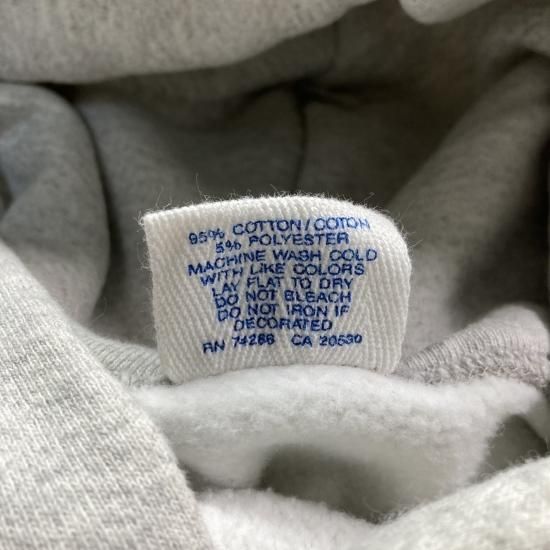 95% COTTON/COTON
5% POLYESTER
MACHINE WASH COLD
WITH LIKE COLORS
LAY FLAT TO DRY
DO NOT BLEACH
DO NOT IRON IF
DECORATED
RN 74266 CA 20530